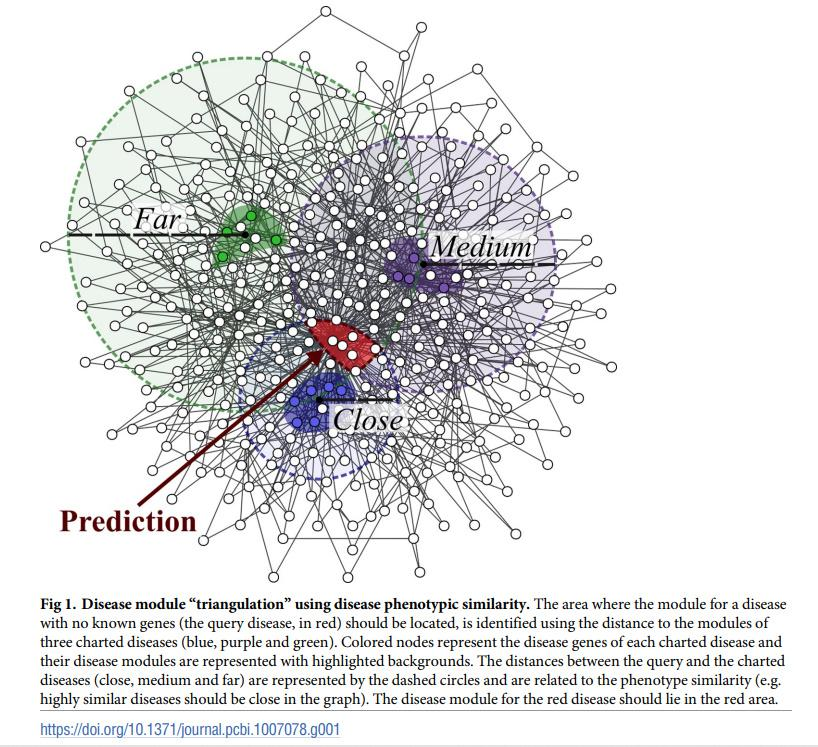 Far
Medium
Close
Prediction
Fig 1. Disease module “triangulation” using disease phenotypic similarity. The area where the module for a disease
with no known genes (the query disease, in red) should be located, is identified using the distance to the modules of
three charted diseases (blue, purple and green). Colored nodes represent the disease genes of each charted disease and
their disease modules are represented with highlighted backgrounds. The distances between the query and the charted
diseases (close, medium and far) are represented by the dashed circles and are related to the phenotype similarity (e.g.
highly similar diseases should be close in the graph). The disease module for the red disease should lie in the red area.
https://doi.org/10.1371/journal.pcbi.1007078.g001